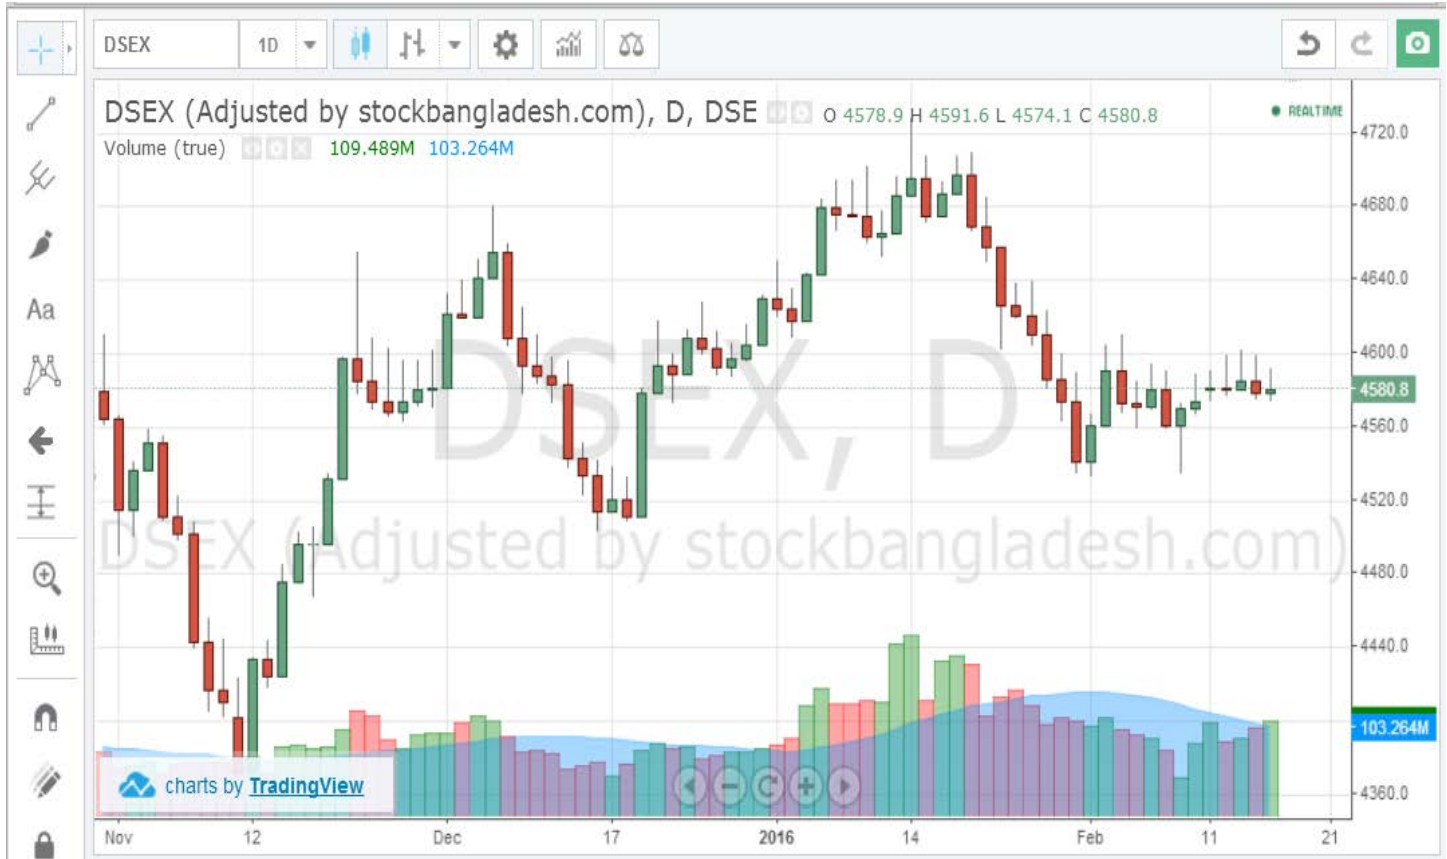 DSEX 1D
DSEX (Adjusted by stockbangladesh.com), D, DSE O 4578.9 H 4591.6 L 4574.1 C 4580.8
REALTIME
Volume (true) 109.489M 103.264M
Aa
4720.0
4680.0
4640.0
4600.0
4580.8
4560.0
4520.0
4480.0
4440.0
103.264M
4360.0
DSEX, D
DSEX (Adjusted by stockbangladesh.com)
charts by TradingView
Nov 12 Dec 17 2016 14 Feb 11 21